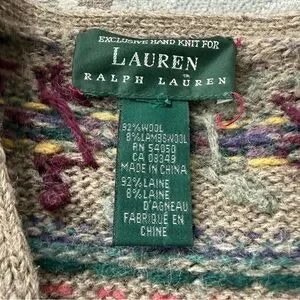 EXCLUSIVE HAND KNIT FOR
LAUREN
RALPH LAUREN
92% WOOL
8% LAMBSWOOL
RN 54050
CA 08349
MADE IN CHINA
92% LAINE
8% LAINE
D'AGNEAU
FABRIQUÉ EN
CHINE